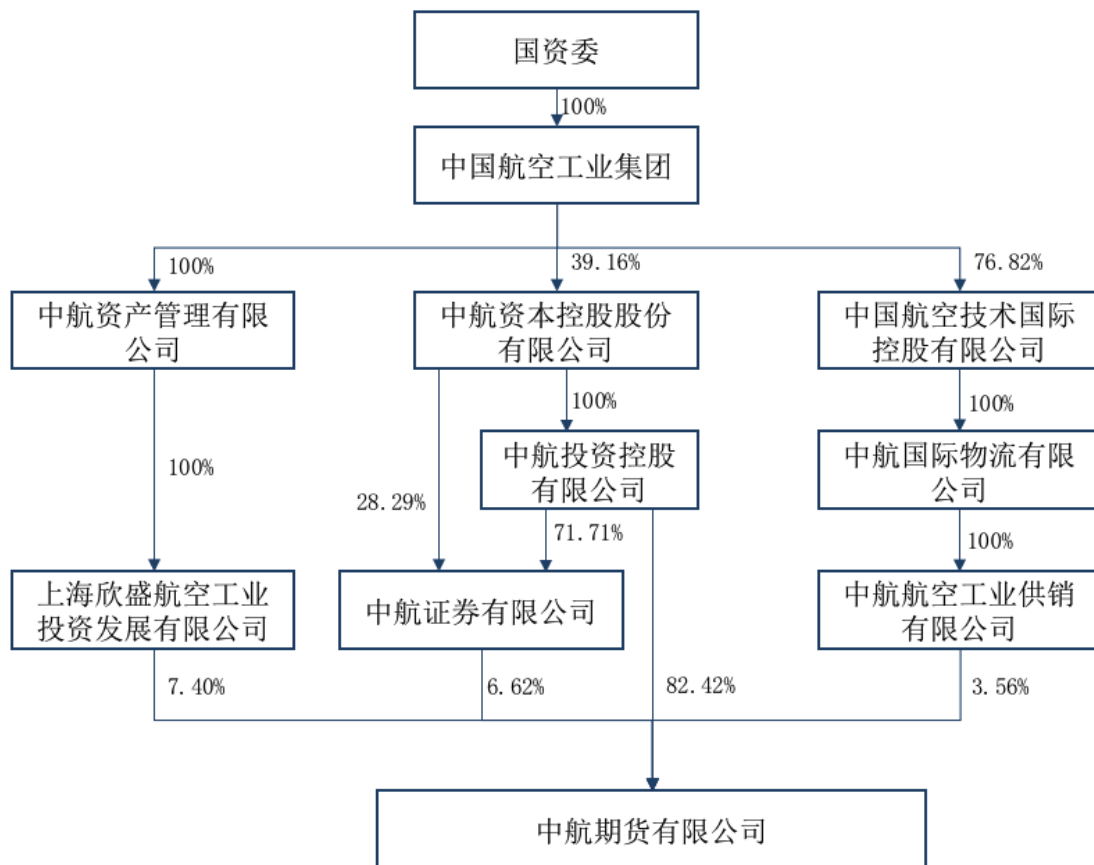 国资委
100%
中国航空工业集团
100%
39.16%
76.82%
中航资产管理有限
公司
中航资本控股股份
有限公司
中国航空技术国际
控股有限公司
100%
100%
中航投资控股
有限公司
中航国际物流有限
公司
100%
28.29%
71.71%
100%
上海欣盛航空工业
投资发展有限公司
中航证券有限公司
中航航空工业供销
有限公司
7.40%
6.62%
82.42%
3.56%
中航期货有限公司